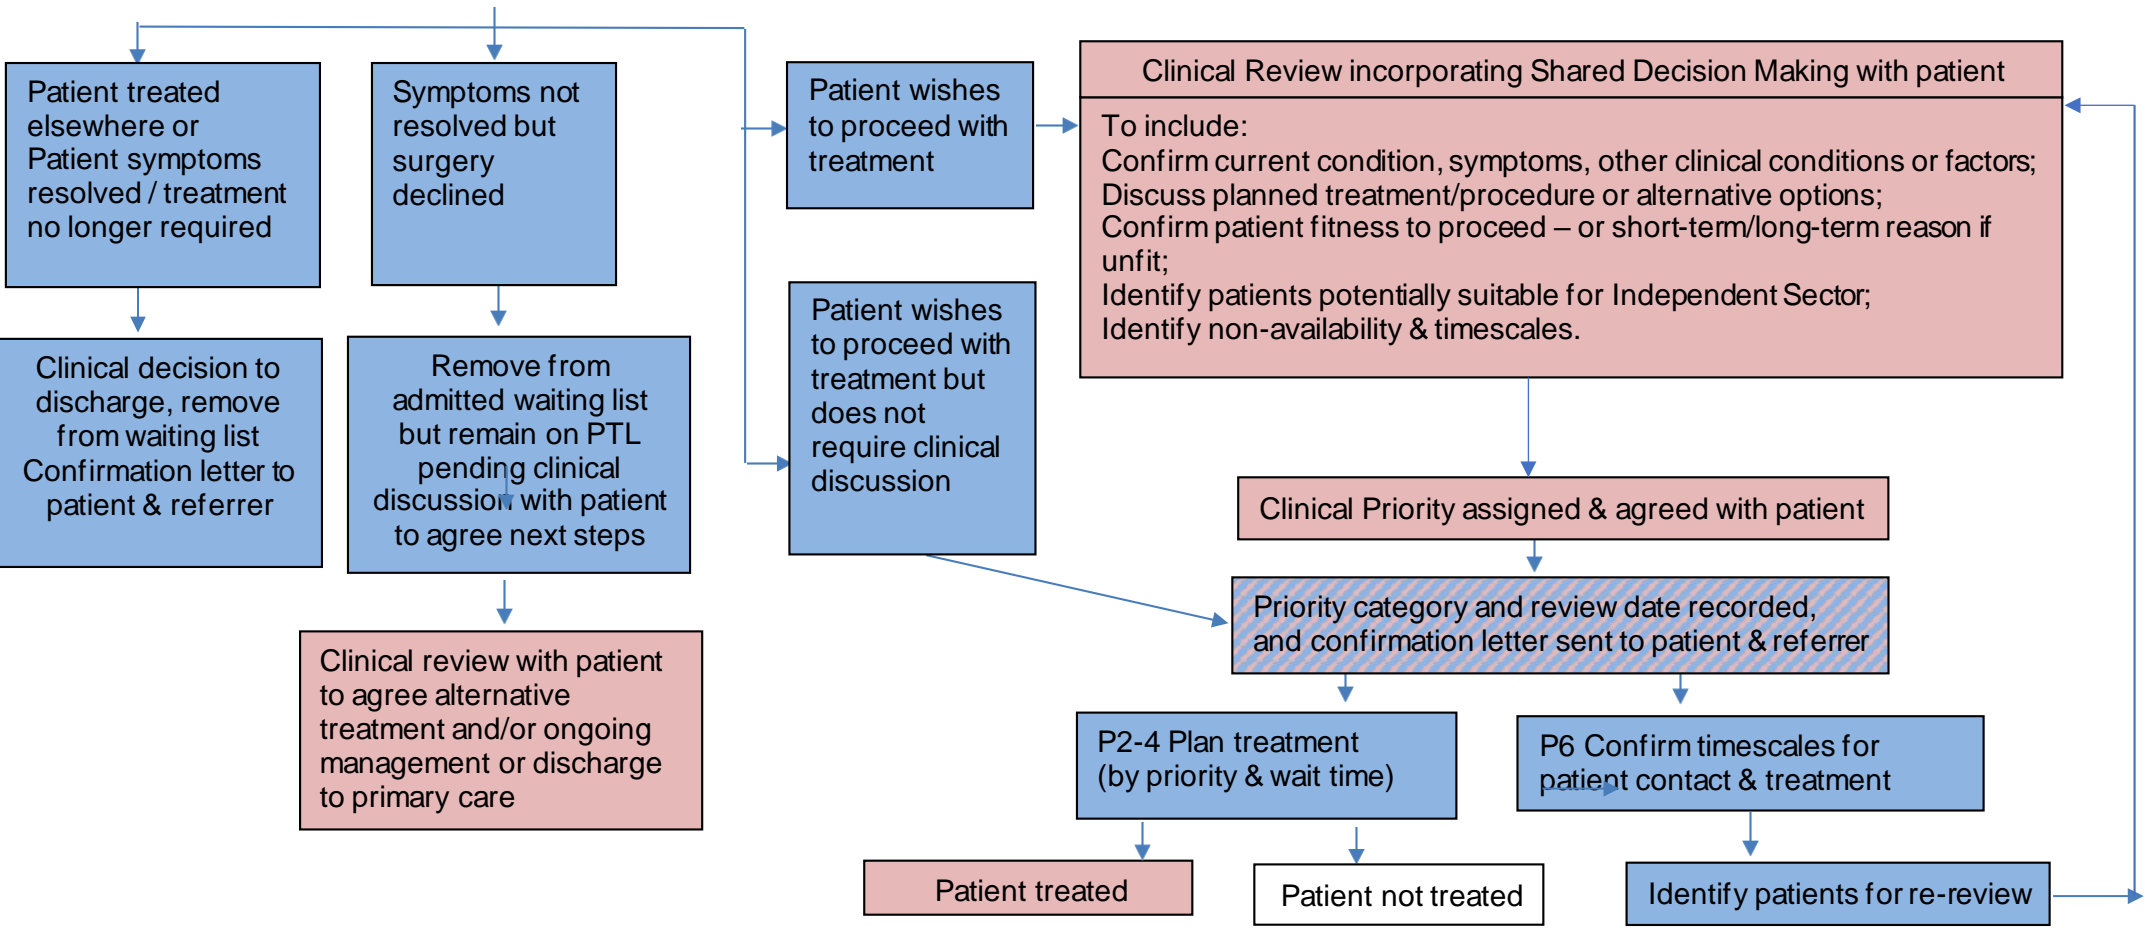 Patient treated
elsewhere or
Patient symptoms
resolved / treatment
no longer required
Symptoms not
resolved but
surgery
declined
Patient wishes
to proceed with
treatment
Clinical Review incorporating Shared Decision Making with patient
To include:
Confirm current condition, symptoms, other clinical conditions or factors;
Discuss planned treatment/procedure or alternative options;
Confirm patient fitness to proceed – or short-term/long-term reason if
unfit;
Identify patients potentially suitable for Independent Sector;
Identify non-availability & timescales.
Clinical decision to
discharge, remove
from waiting list
Confirmation letter to
patient & referrer
Remove from
admitted waiting list
but remain on PTL
pending clinical
discussion with patient
to agree next steps
Patient wishes
to proceed with
treatment but
does not
require clinical
discussion
Clinical Priority assigned & agreed with patient
Priority category and review date recorded,
and confirmation letter sent to patient & referrer
Clinical review with patient
to agree alternative
treatment and/or ongoing
management or discharge
to primary care
P2-4 Plan treatment
(by priority & wait time)
P6 Confirm timescales for
patient contact & treatment
Patient treated
Patient not treated
Identify patients for re-review